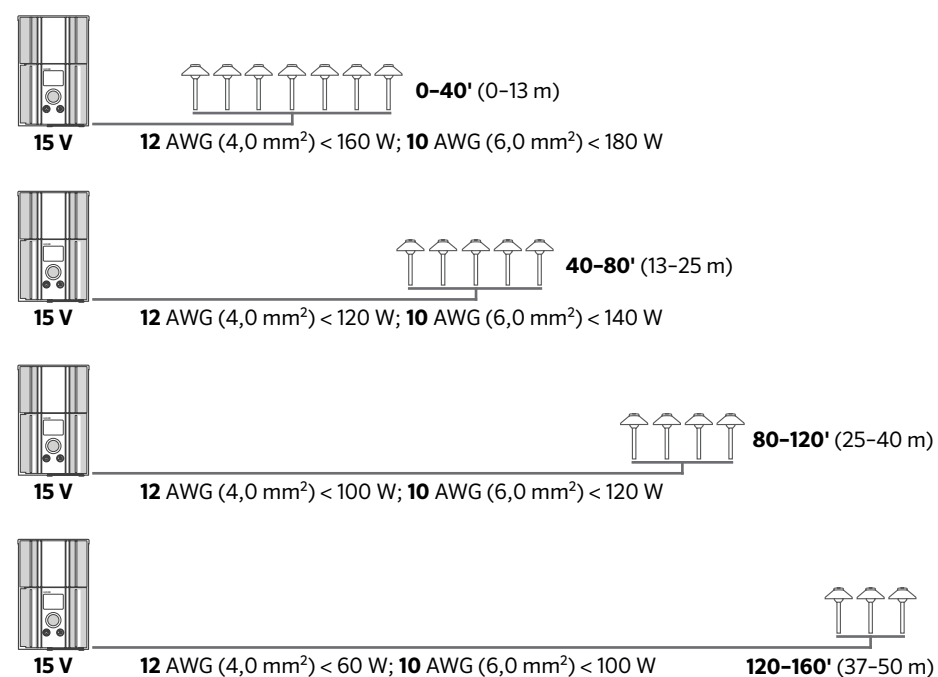 0–40' (0–13 m)
15 V
12 AWG (4,0 mm²) < 160 W; 10 AWG (6,0 mm²) < 180 W
40–80' (13–25 m)
15 V
12 AWG (4,0 mm²) < 120 W; 10 AWG (6,0 mm²) < 140 W
80–120' (25–40 m)
15 V
12 AWG (4,0 mm²) < 100 W; 10 AWG (6,0 mm²) < 120 W
15 V
12 AWG (4,0 mm²) < 60 W; 10 AWG (6,0 mm²) < 100 W
120–160' (37–50 m)